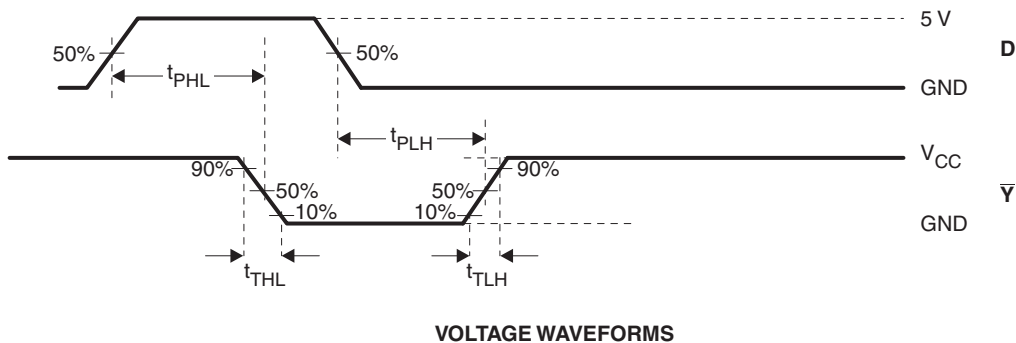 5 V
50%
50%
D
t_PHL
GND
t_PLH
V_CC
90%
90%
50%
50%
Y̅
10%
10%
GND
t_THL
t_TLH
VOLTAGE WAVEFORMS